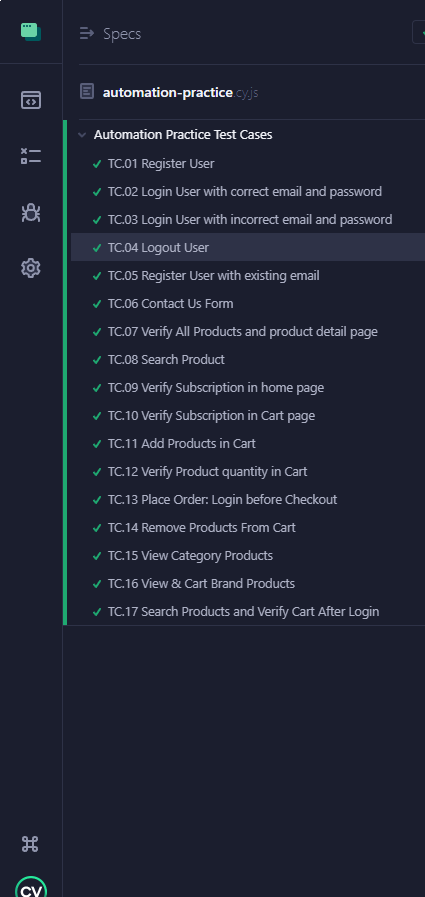 Specs
automation-practice.cy.js
Automation Practice Test Cases
TC.01 Register User
TC.02 Login User with correct email and password
TC.03 Login User with incorrect email and password
TC.04 Logout User
TC.05 Register User with existing email
TC.06 Contact Us Form
TC.07 Verify All Products and product detail page
TC.08 Search Product
TC.09 Verify Subscription in home page
TC.10 Verify Subscription in Cart page
TC.11 Add Products in Cart
TC.12 Verify Product quantity in Cart
TC.13 Place Order: Login before Checkout
TC.14 Remove Products From Cart
TC.15 View Category Products
TC.16 View & Cart Brand Products
TC.17 Search Products and Verify Cart After Login
cy